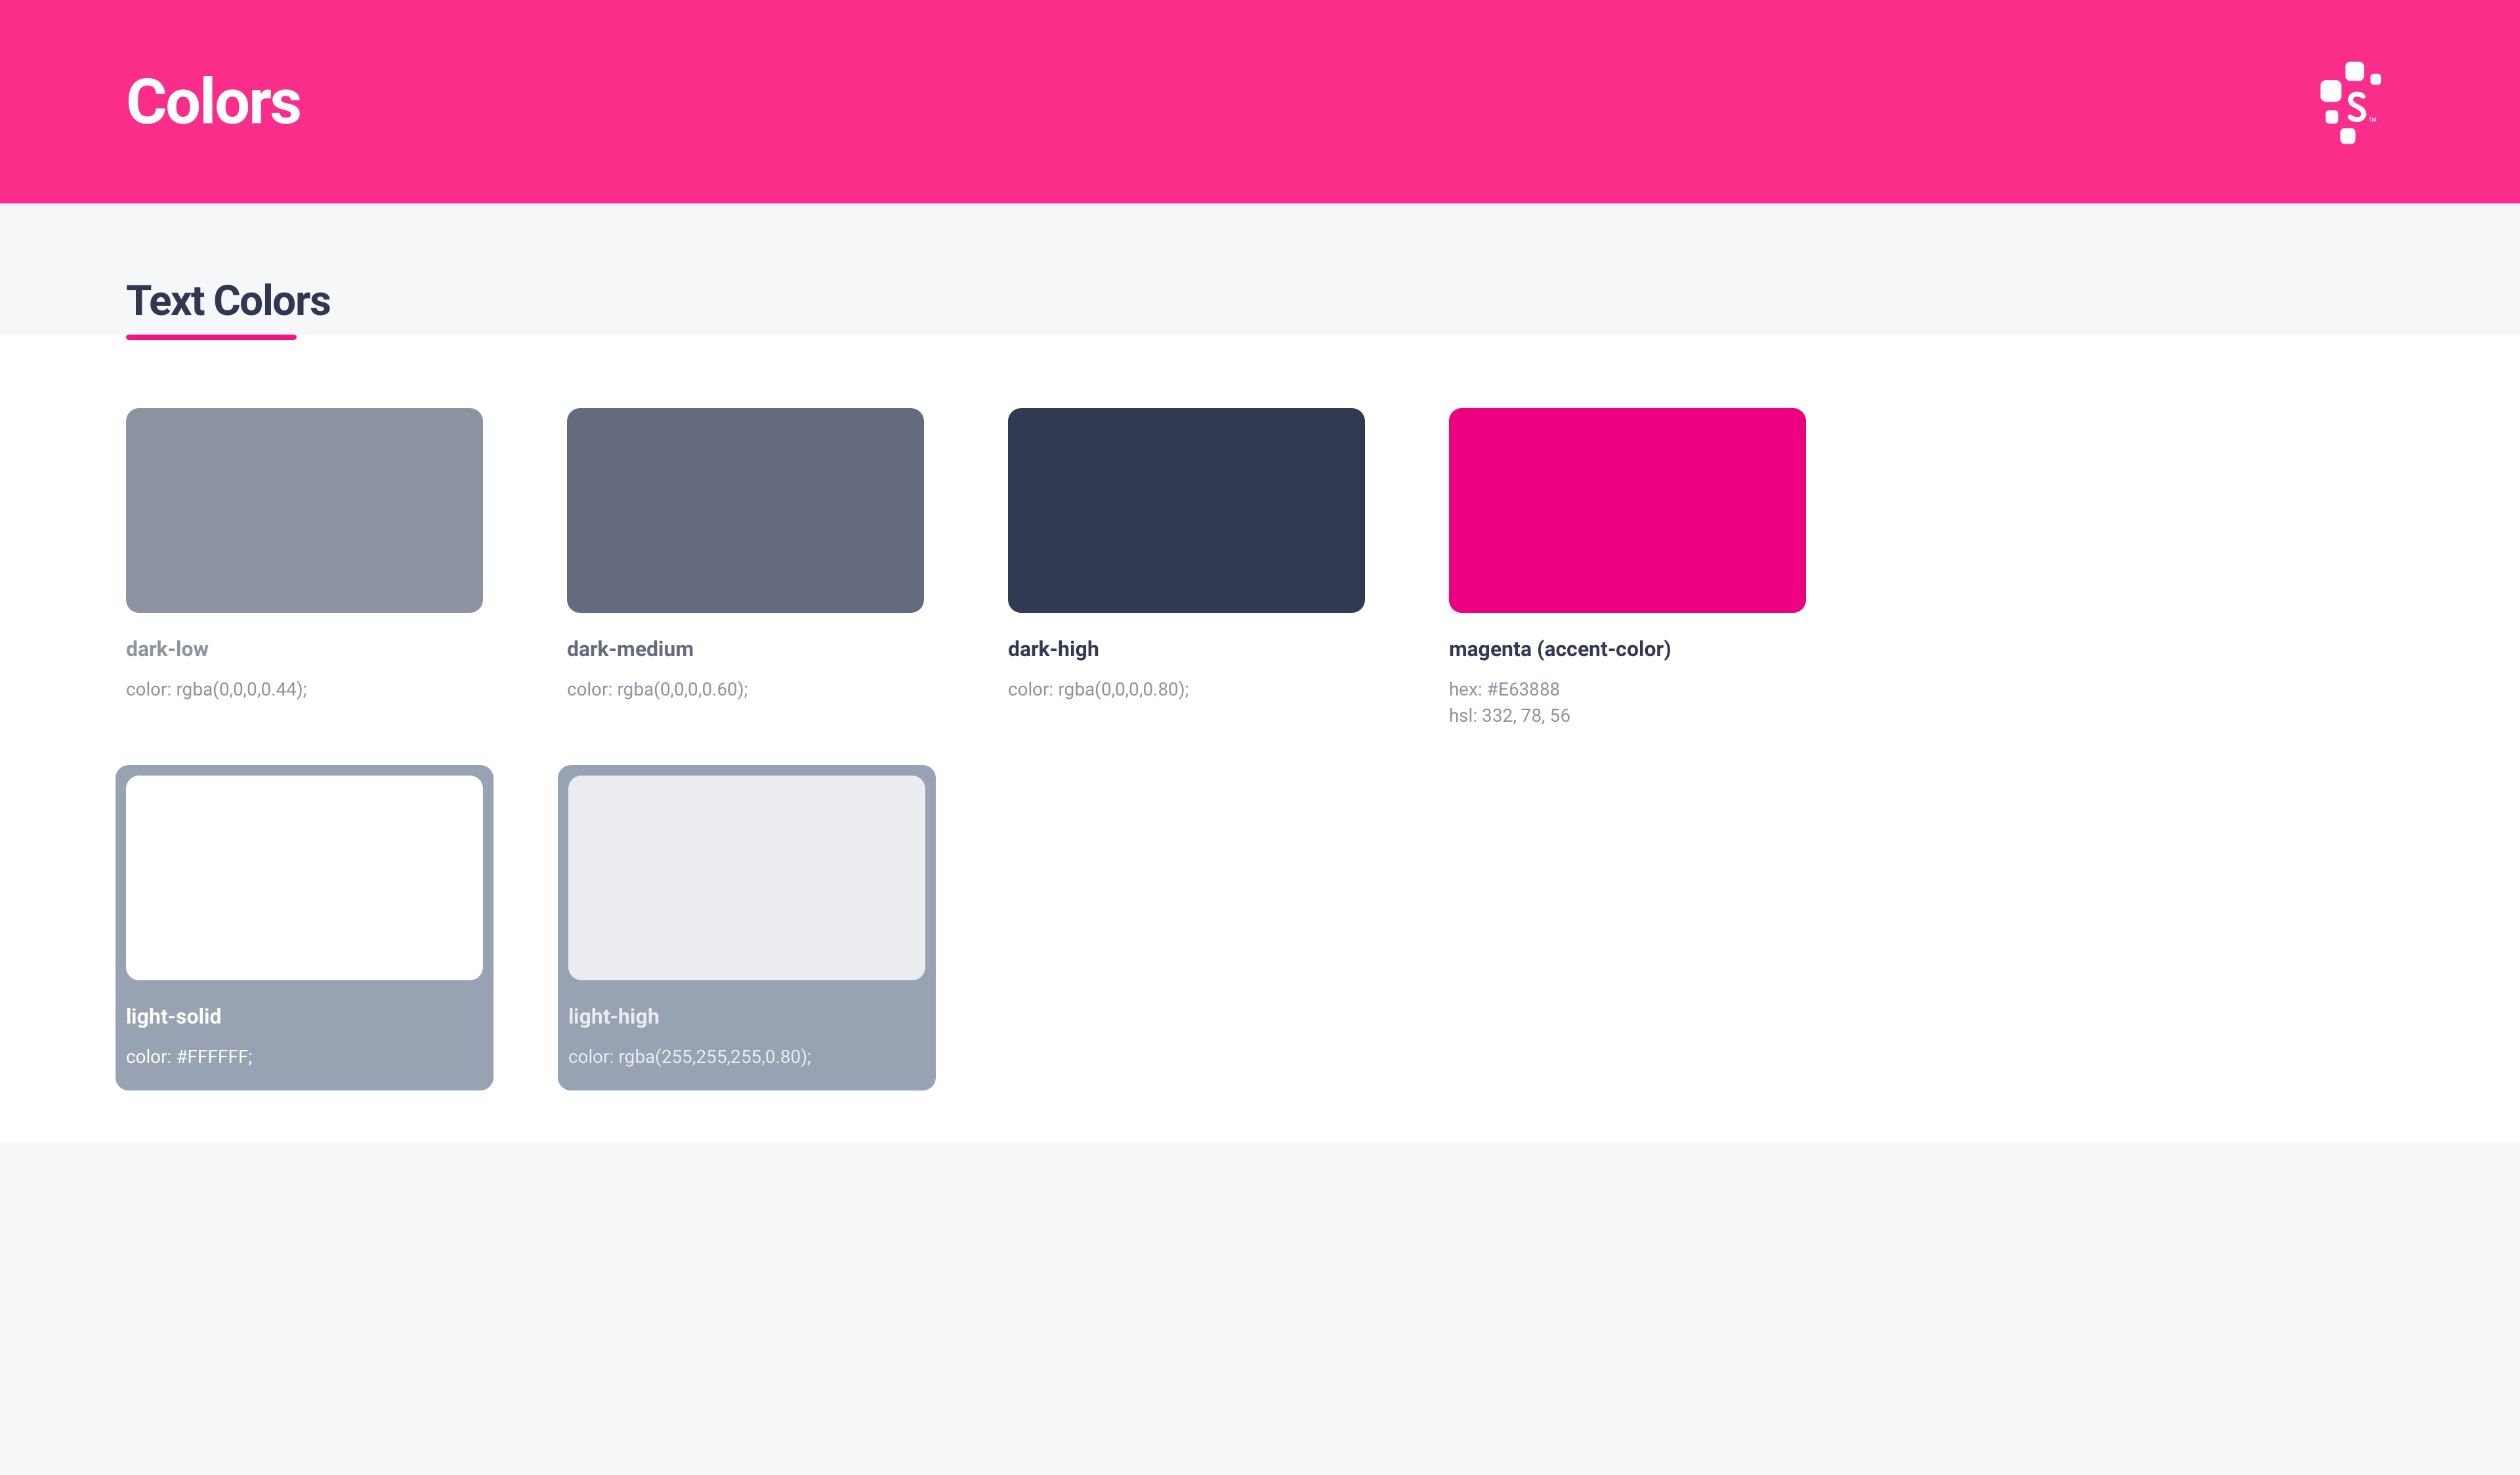 Colors
S™
Text Colors
dark-low
color: rgba(0,0,0,0.44);
dark-medium
color: rgba(0,0,0,0.60);
dark-high
color: rgba(0,0,0,0.80);
magenta (accent-color)
hex: #E63888
hsl: 332, 78, 56
light-solid
color: #FFFFFF;
light-high
color: rgba(255,255,255,0.80);